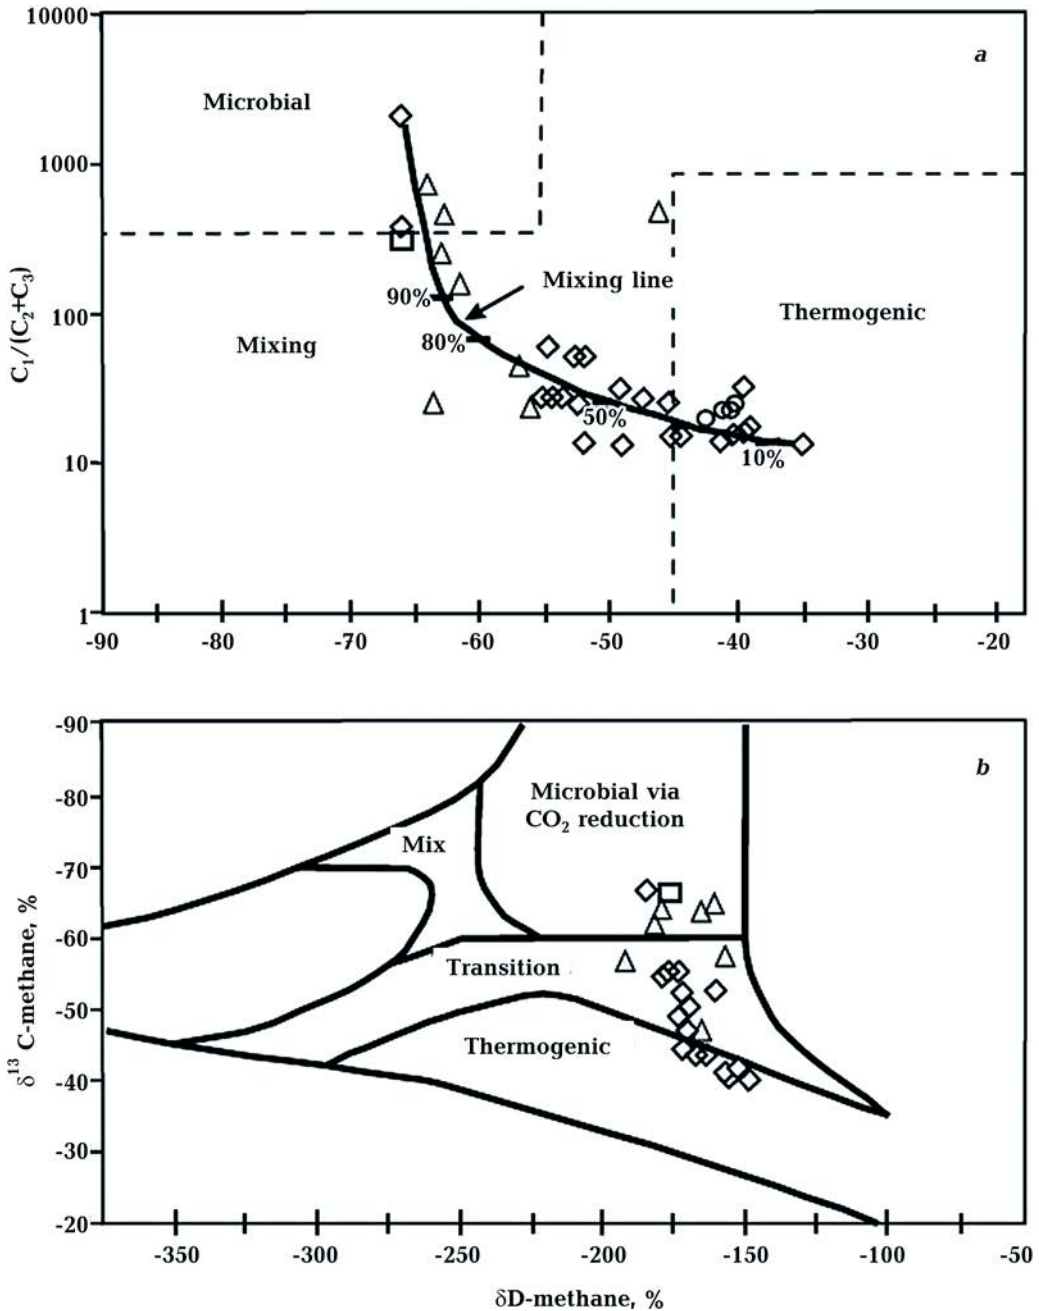 10000
a
Microbial
1000
C1/(C2+C3)
Mixing line
90%
100
Thermogenic
Mixing
80%
50%
10
10%
1
-90 -80 -70 -60 -50 -40 -30 -20
-90
b
Microbial via
CO2 reduction
-80
Mix
-70
δ13 C-methane, %
-60
Transition
-50
Thermogenic
-40
-30
-20
-350 -300 -250 -200 -150 -100 -50
δD-methane, %